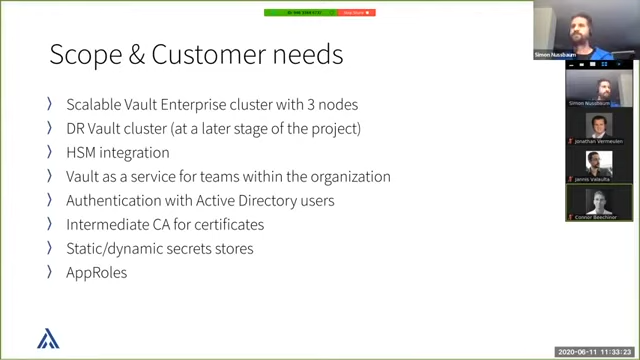 Scope & Customer needs
Scalable Vault Enterprise cluster with 3 nodes
DR Vault cluster (at a later stage of the project)
HSM integration
Vault as a service for teams within the organization
Authentication with Active Directory users
Intermediate CA for certificates
Static/dynamic secrets stores
AppRoles
Simon Nussbaum
Simon Nussbaum
Jonathan Vermeulen
Jannis Valaulta
Connor Beechinor
2020-06-11 11:33:23